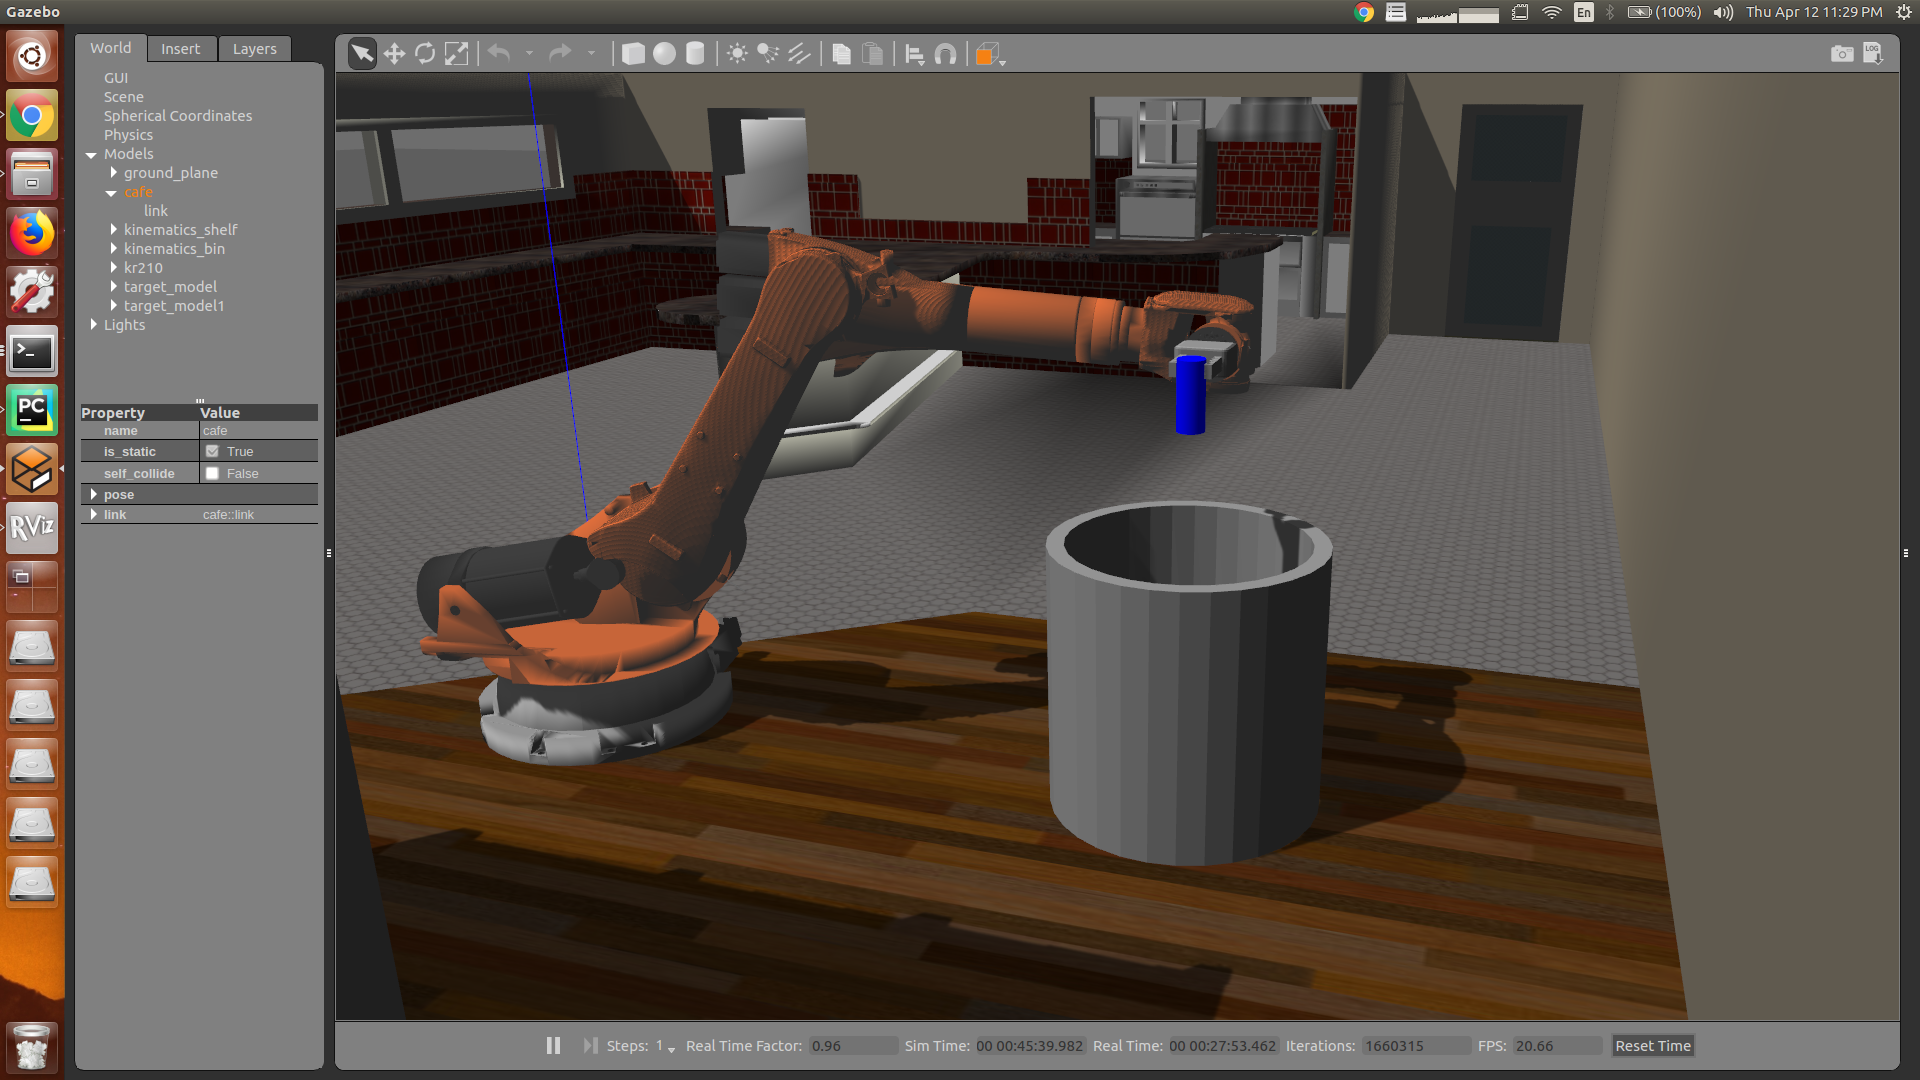 Gazebo
En (100%) Thu Apr 12 11:29 PM
World Insert Layers
LOG
GUI
Scene
Spherical Coordinates
Physics
Models
ground_plane
cafe
link
kinematics_shelf
kinematics_bin
kr210
target_model
target_model1
Lights
Property Value
name cafe
is_static True
self_collide False
pose
link cafe::link
PC
RViz
Steps: 1 Real Time Factor: 0.96 Sim Time: 00 00:45:39.982 Real Time: 00 00:27:53.462 Iterations: 1660315 FPS: 20.66 Reset Time